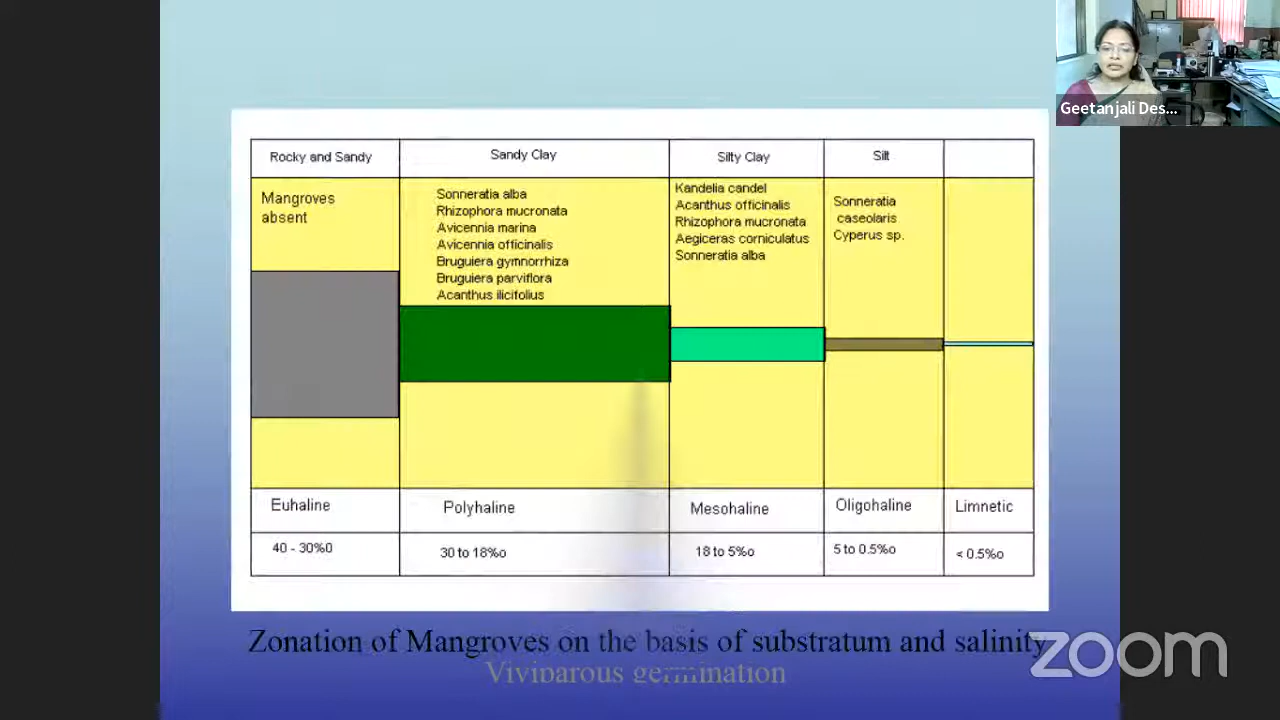 Geetanjali Des...
Rocky and Sandy
Sandy Clay
Silty Clay
Silt
Mangroves
absent
Sonneratia alba
Rhizophora mucronata
Avicennia marina
Avicennia officinalis
Bruguiera gymnorrhiza
Bruguiera parviflora
Acanthus ilicifolius
Kandelia candel
Acanthus officinalis
Rhizophora mucronata
Aegiceras corniculatus
Sonneratia alba
Sonneratia
caseolaris
Cyperus sp.
Euhaline
Polyhaline
Mesohaline
Oligohaline
Limnetic
40 - 30%0
30 to 18%o
18 to 5%o
5 to 0.5%o
< 0.5%o
Zonation of Mangroves on the basis of substratum and salinity
Viviparous germination
zoom